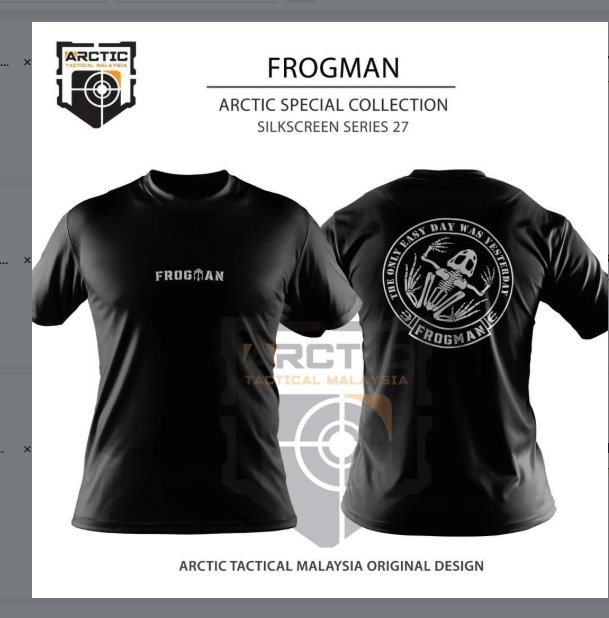 ARCTIC
TACTICAL MALAYSIA
FROGMAN
ARCTIC SPECIAL COLLECTION
SILKSCREEN SERIES 27
FROGMAN
THE ONLY EASY DAY WAS YESTERDAY
FROGMAN
ARCTIC
TACTICAL MALAYSIA
ARCTIC TACTICAL MALAYSIA ORIGINAL DESIGN